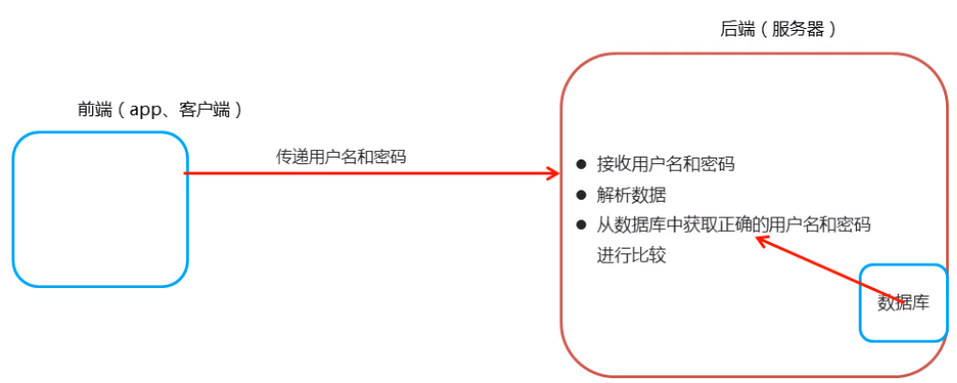 后端（服务器）
前端（app、客户端）
传递用户名和密码
● 接收用户名和密码
● 解析数据
● 从数据库中获取正确的用户名和密码
进行比较
数据库